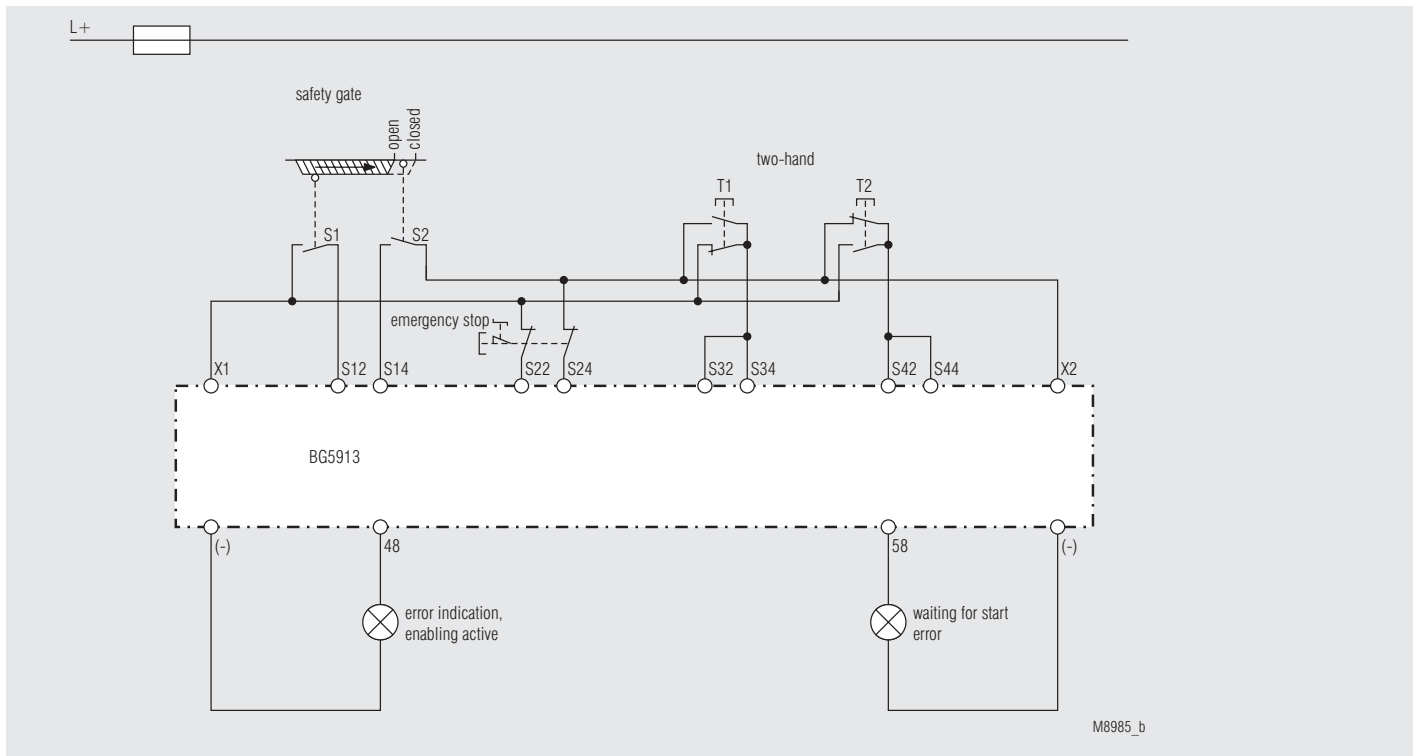 L+
safety gate
open
closed
two-hand
T1
T2
S1
S2
emergency stop
X1
S12
S14
S22
S24
S32
S34
S42
S44
X2
BG5913
(-)
48
58
(-)
error indication,
enabling active
waiting for start
error
M8985_b